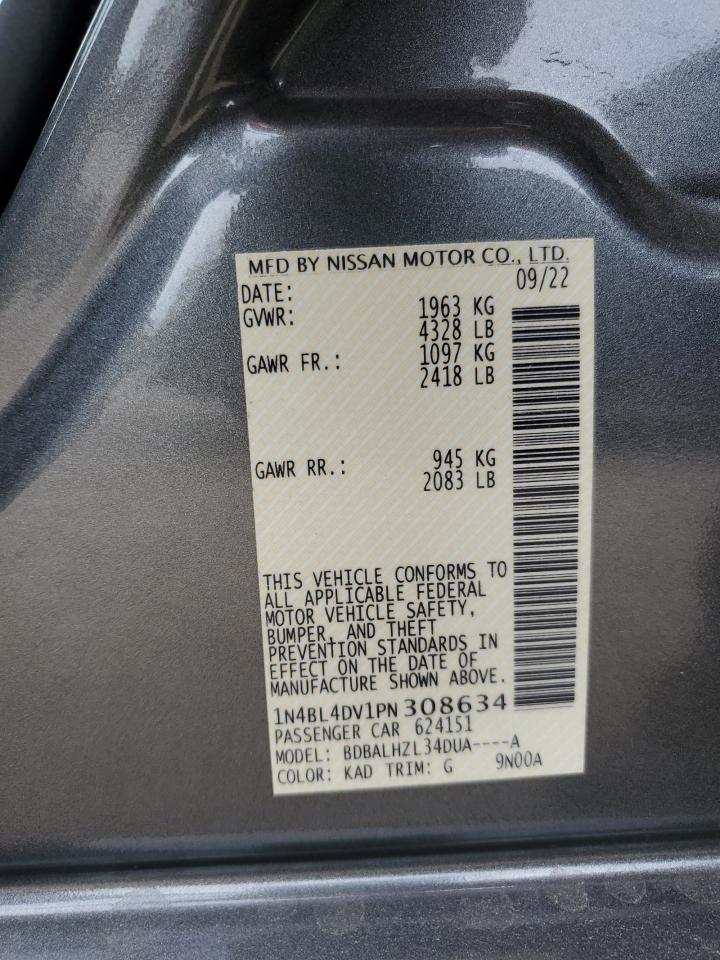 MFD BY NISSAN MOTOR CO., LTD.
DATE: 09/22
GVWR: 1963 KG
4328 LB
GAWR FR.: 1097 KG
2418 LB
GAWR RR.: 945 KG
2083 LB
THIS VEHICLE CONFORMS TO
ALL APPLICABLE FEDERAL
MOTOR VEHICLE SAFETY,
BUMPER, AND THEFT
PREVENTION STANDARDS IN
EFFECT ON THE DATE OF
MANUFACTURE SHOWN ABOVE.
1N4BL4DV1PN308634
PASSENGER CAR 624151
MODEL: BDBALHZL34DUA----A
COLOR: KAD TRIM: G 9N00A